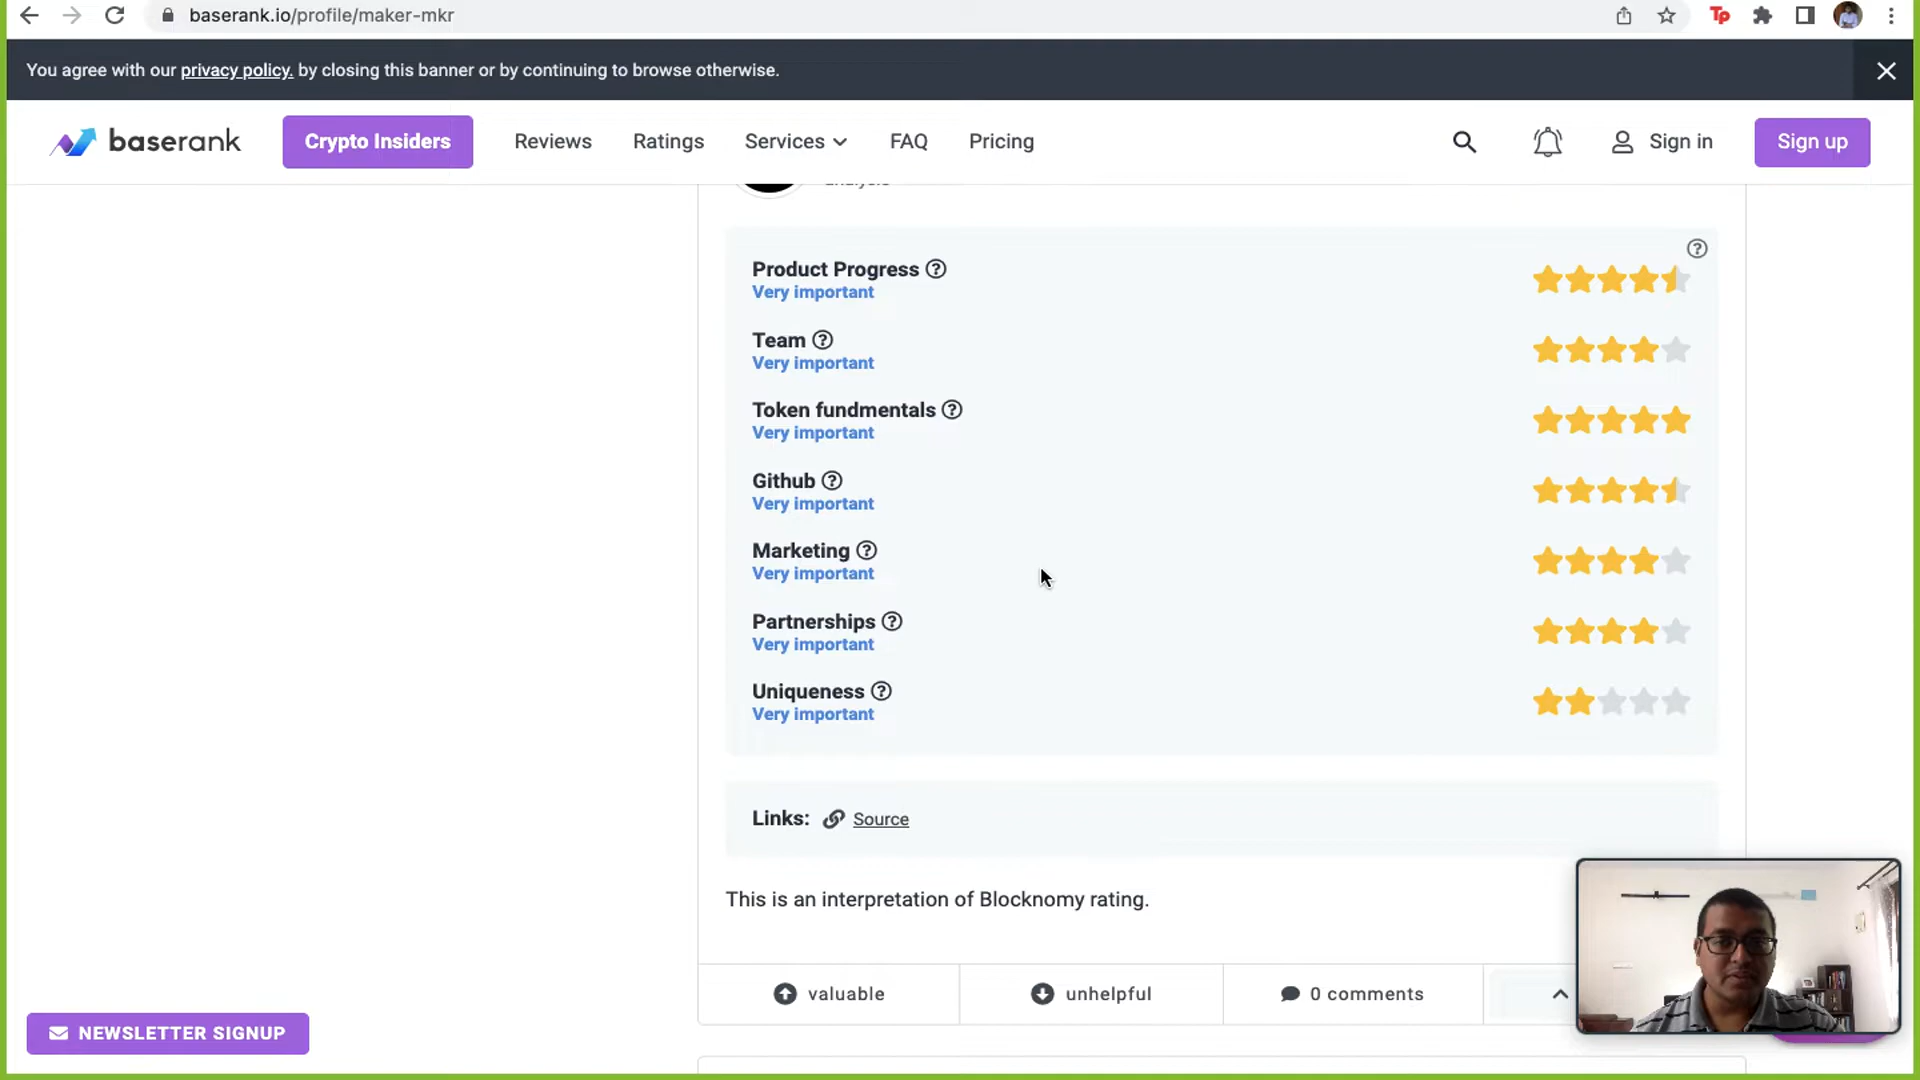 baserank.io/profile/maker-mkr
Tp
You agree with our privacy policy. by closing this banner or by continuing to browse otherwise.
baserank
Crypto Insiders
Reviews
Ratings
Services
FAQ
Pricing
Sign in
Sign up
Product Progress
Very important
Team
Very important
Token fundmentals
Very important
Github
Very important
Marketing
Very important
Partnerships
Very important
Uniqueness
Very important
Links: Source
This is an interpretation of Blocknomy rating.
valuable
unhelpful
0 comments
NEWSLETTER SIGNUP